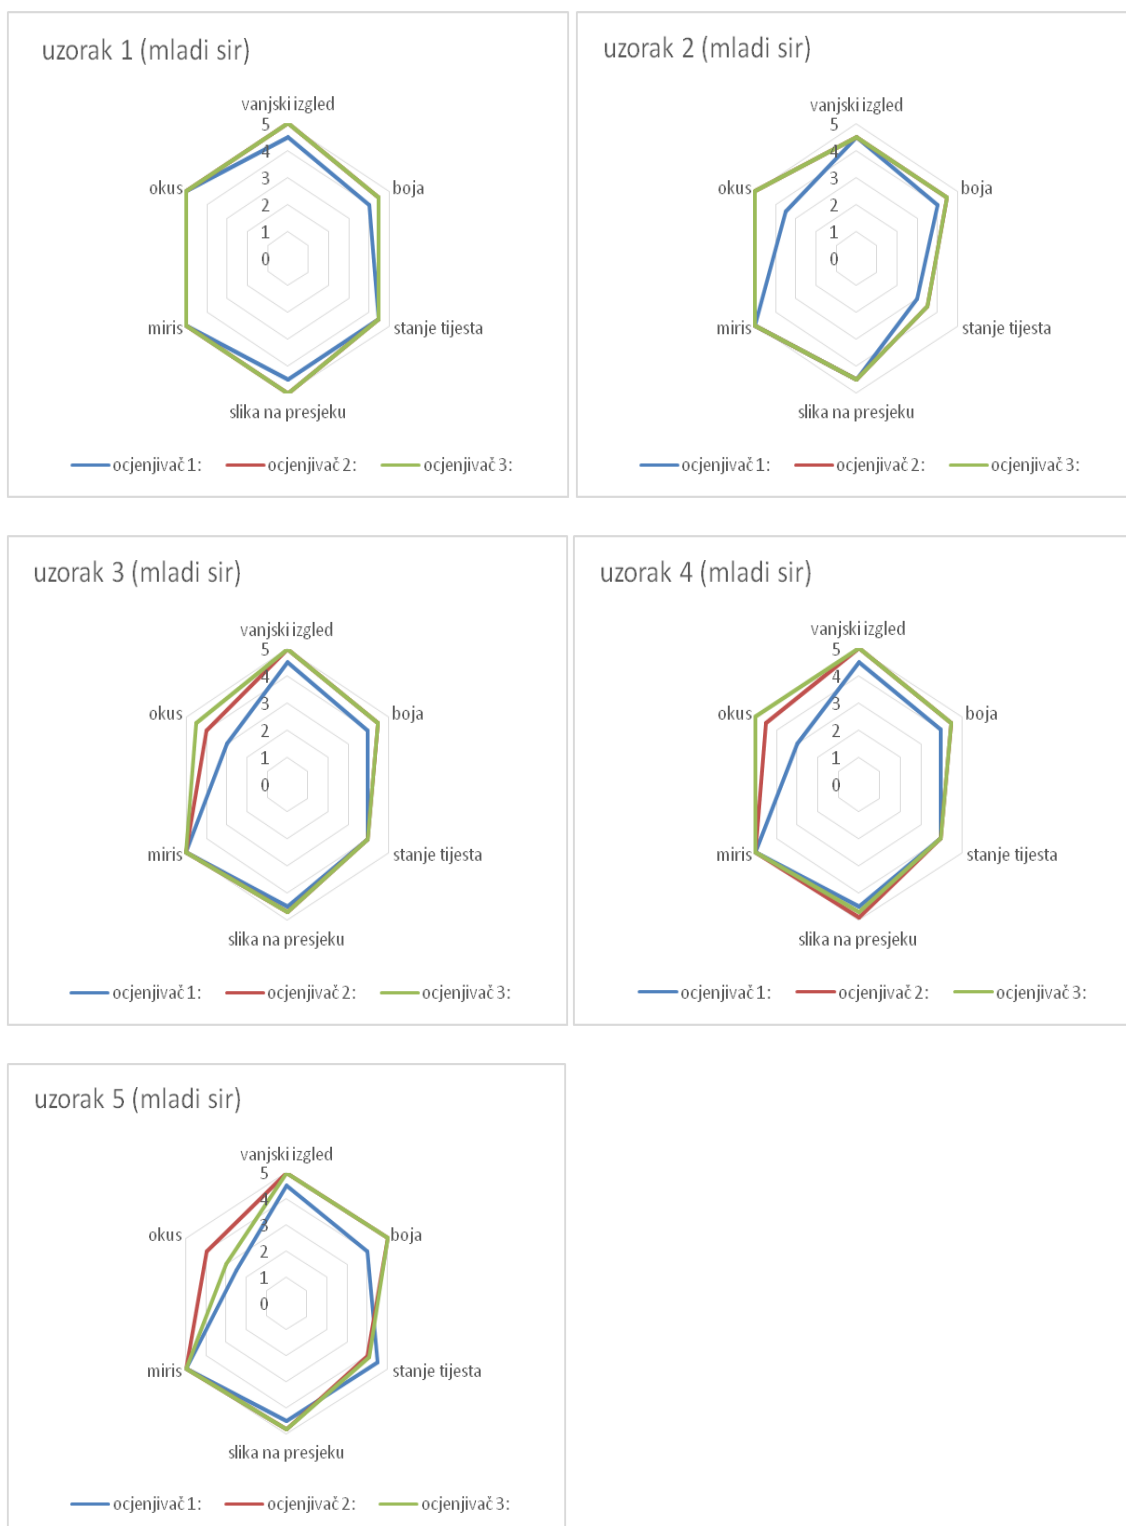 uzorak 1 (mladi sir)
vanjski izgled
5
4
3
2
1
0
okus
boja
miris
stanje tijesta
slika na presjeku
ocjenjivač 1:
ocjenjivač 2:
ocjenjivač 3:
uzorak 2 (mladi sir)
vanjski izgled
5
4
3
2
1
0
okus
boja
miris
stanje tijesta
slika na presjeku
ocjenjivač 1:
ocjenjivač 2:
ocjenjivač 3:
uzorak 3 (mladi sir)
vanjski izgled
5
4
3
2
1
0
okus
boja
miris
stanje tijesta
slika na presjeku
ocjenjivač 1:
ocjenjivač 2:
ocjenjivač 3:
uzorak 4 (mladi sir)
vanjski izgled
5
4
3
2
1
0
okus
boja
miris
stanje tijesta
slika na presjeku
ocjenjivač 1:
ocjenjivač 2:
ocjenjivač 3:
uzorak 5 (mladi sir)
vanjski izgled
5
4
3
2
1
0
okus
boja
miris
stanje tijesta
slika na presjeku
ocjenjivač 1:
ocjenjivač 2:
ocjenjivač 3: